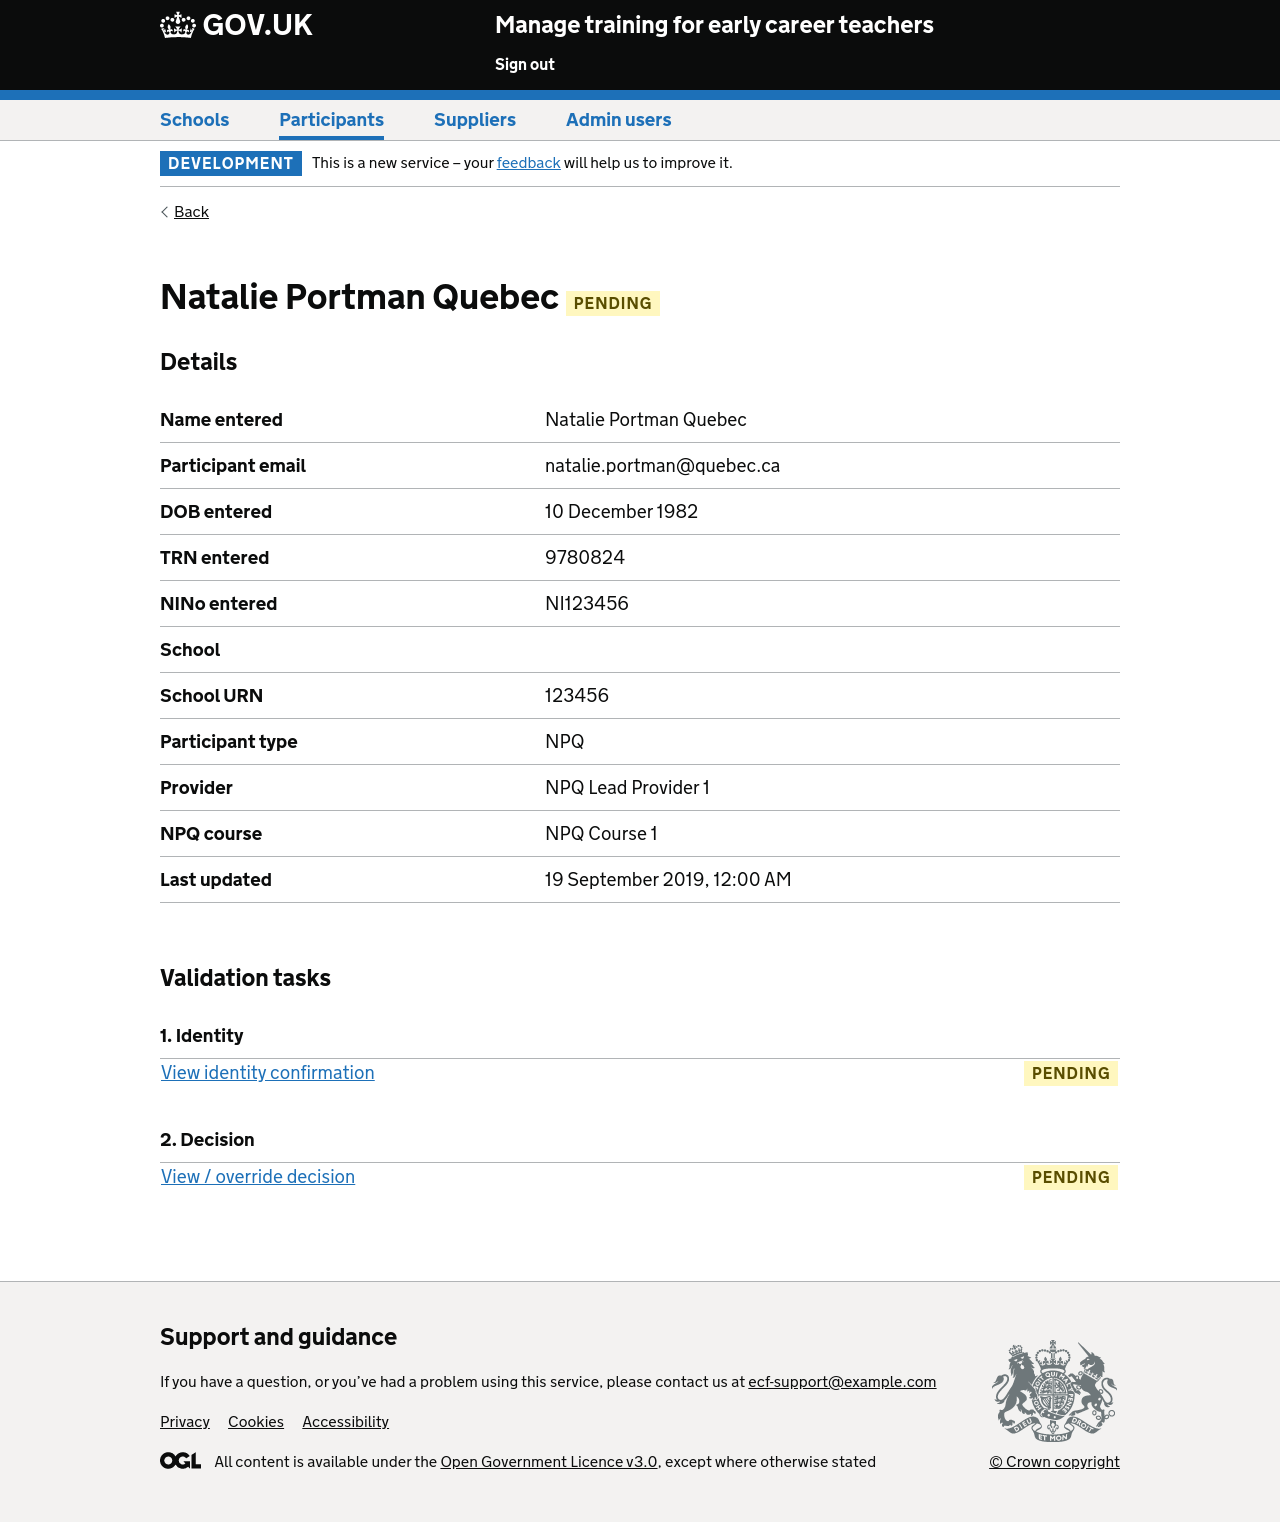 GOV.UK
Manage training for early career teachers
Sign out
Schools Participants Suppliers Admin users
DEVELOPMENT This is a new service – your feedback will help us to improve it.
Back
Natalie Portman Quebec PENDING
Details
Name entered Natalie Portman Quebec
Participant email natalie.portman@quebec.ca
DOB entered 10 December 1982
TRN entered 9780824
NINo entered NI123456
School
School URN 123456
Participant type NPQ
Provider NPQ Lead Provider 1
NPQ course NPQ Course 1
Last updated 19 September 2019, 12:00 AM
Validation tasks
1. Identity
View identity confirmation PENDING
2. Decision
View / override decision PENDING
Support and guidance
If you have a question, or you’ve had a problem using this service, please contact us at ecf-support@example.com
Privacy Cookies Accessibility
OGL All content is available under the Open Government Licence v3.0, except where otherwise stated
© Crown copyright